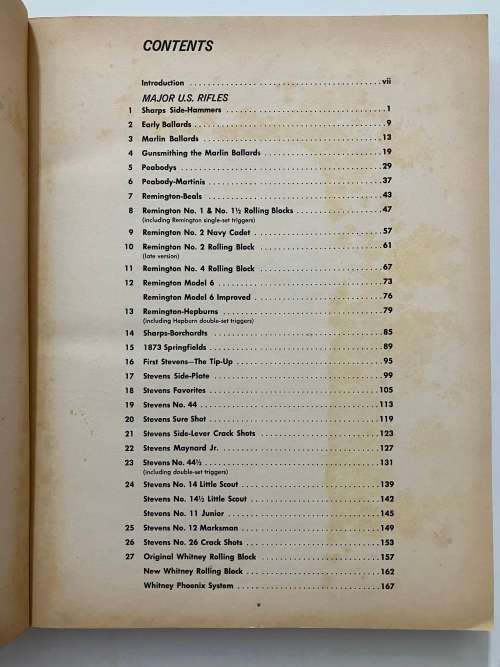 CONTENTS
Introduction ................................................ vii
MAJOR U.S. RIFLES
1 Sharps Side-Hammers ........................................ 1
2 Early Ballards ........................................ 9
3 Marlin Ballards ........................................ 13
4 Gunsmithing the Marlin Ballards ........................................ 19
5 Peabodys ........................................ 29
6 Peabody-Martinis ........................................ 37
7 Remington-Beals ........................................ 43
8 Remington No. 1 & No. 1½ Rolling Blocks ........................................ 47
(including Remington single-set triggers)
9 Remington No. 2 Navy Cadet ........................................ 57
10 Remington No. 2 Rolling Block ........................................ 61
(late version)
11 Remington No. 4 Rolling Block ........................................ 67
12 Remington Model 6 ........................................ 73
Remington Model 6 Improved ........................................ 76
13 Remington-Hepburns ........................................ 79
(including Hepburn double-set triggers)
14 Sharps-Borchardts ........................................ 85
15 1873 Springfields ........................................ 89
16 First Stevens—The Tip-Up ........................................ 95
17 Stevens Side-Plate ........................................ 99
18 Stevens Favorites ........................................ 105
19 Stevens No. 44 ........................................ 113
20 Stevens Sure Shot ........................................ 119
21 Stevens Side-Lever Crack Shots ........................................ 123
22 Stevens Maynard Jr. ........................................ 127
23 Stevens No. 44½ ........................................ 131
(including double-set triggers)
24 Stevens No. 14 Little Scout ........................................ 139
Stevens No. 14½ Little Scout ........................................ 142
Stevens No. 11 Junior ........................................ 145
25 Stevens No. 12 Marksman ........................................ 149
26 Stevens No. 26 Crack Shots ........................................ 153
27 Original Whitney Rolling Block ........................................ 157
New Whitney Rolling Block ........................................ 162
Whitney Phoenix System ........................................ 167